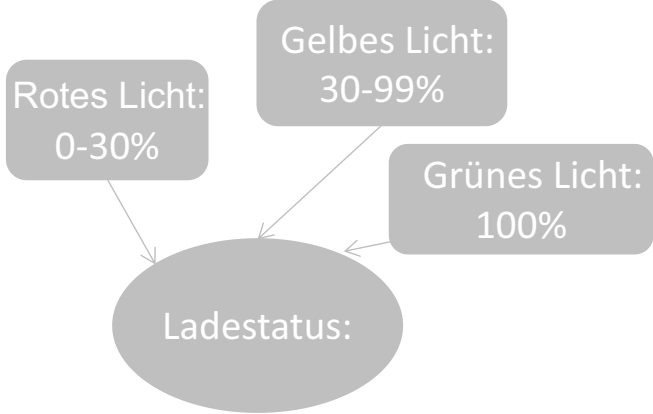 Rotes Licht:
0-30%
Gelbes Licht:
30-99%
Grünes Licht:
100%
Ladestatus: